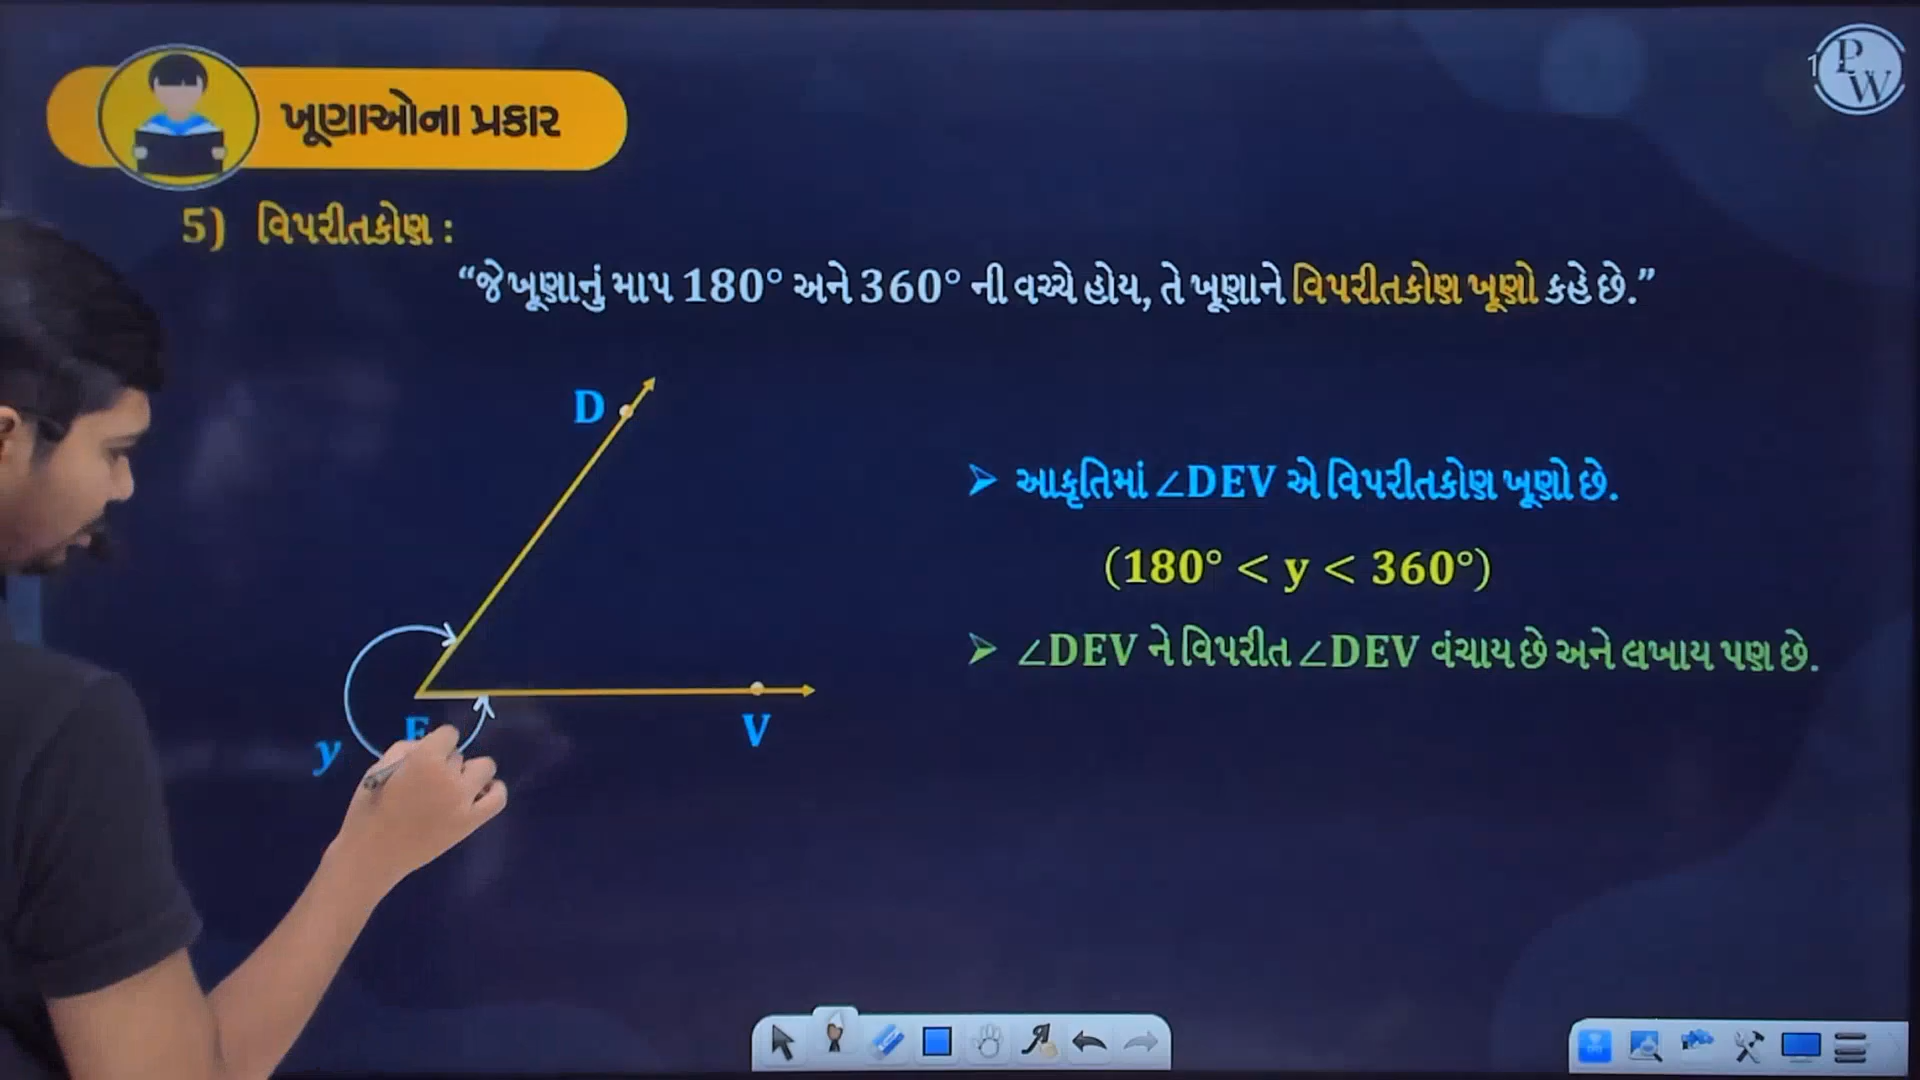 PW
1
ખૂણાઓના પ્રકાર
5) વિપરીતકોણ :
“જે ખૂણાનું માપ 180° અને 360° ની વચ્ચે હોય, તે ખૂણાને વિપરીતકોણ ખૂણો કહે છે.”
D
➢ આકૃતિમાં ∠DEV એ વિપરીતકોણ ખૂણો છે.
(180° < y < 360°)
➢ ∠DEV ને વિપરીત ∠DEV વંચાય છે અને લખાય પણ છે.
E
V
y